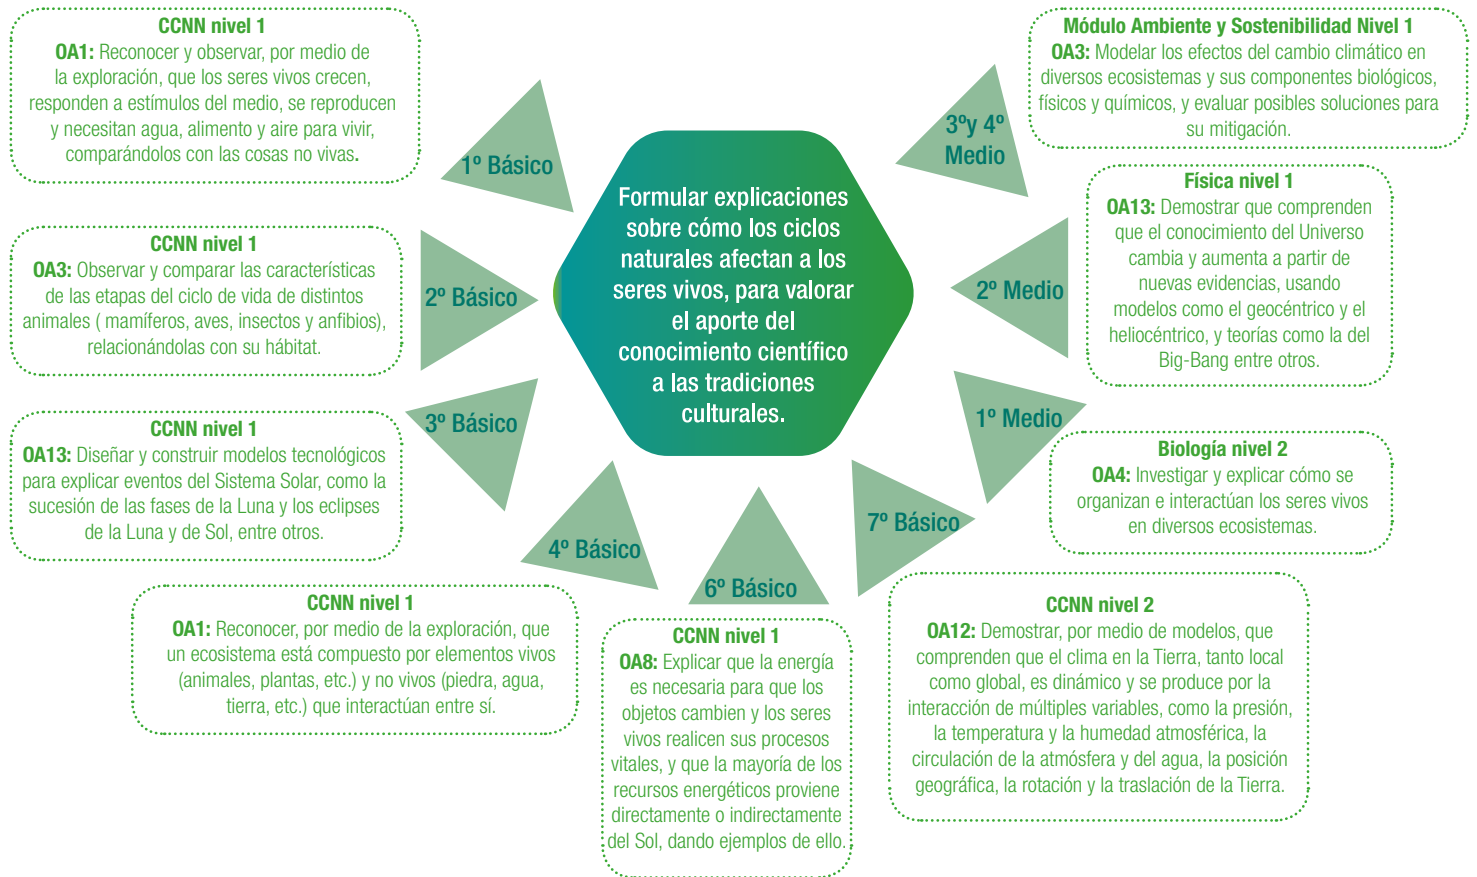 CCNN nivel 1
OA1: Reconocer y observar, por medio de
la exploración, que los seres vivos crecen,
responden a estímulos del medio, se reproducen
y necesitan agua, alimento y aire para vivir,
comparándolos con las cosas no vivas.
1º Básico
CCNN nivel 1
OA3: Observar y comparar las características
de las etapas del ciclo de vida de distintos
animales ( mamíferos, aves, insectos y anfibios),
relacionándolas con su hábitat.
2º Básico
CCNN nivel 1
OA13: Diseñar y construir modelos tecnológicos
para explicar eventos del Sistema Solar, como la
sucesión de las fases de la Luna y los eclipses
de la Luna y de Sol, entre otros.
3º Básico
CCNN nivel 1
OA1: Reconocer, por medio de la exploración, que
un ecosistema está compuesto por elementos vivos
(animales, plantas, etc.) y no vivos (piedra, agua,
tierra, etc.) que interactúan entre sí.
4º Básico
Formular explicaciones
sobre cómo los ciclos
naturales afectan a los
seres vivos, para valorar
el aporte del
conocimiento científico
a las tradiciones
culturales.
6º Básico
CCNN nivel 1
OA8: Explicar que la energía
es necesaria para que los
objetos cambien y los seres
vivos realicen sus procesos
vitales, y que la mayoría de los
recursos energéticos proviene
directamente o indirectamente
del Sol, dando ejemplos de ello.
7º Básico
CCNN nivel 2
OA12: Demostrar, por medio de modelos, que
comprenden que el clima en la Tierra, tanto local
como global, es dinámico y se produce por la
interacción de múltiples variables, como la presión,
la temperatura y la humedad atmosférica, la
circulación de la atmósfera y del agua, la posición
geográfica, la rotación y la traslación de la Tierra.
1º Medio
Biología nivel 2
OA4: Investigar y explicar cómo se
organizan e interactúan los seres vivos
en diversos ecosistemas.
2º Medio
Física nivel 1
OA13: Demostrar que comprenden
que el conocimiento del Universo
cambia y aumenta a partir de
nuevas evidencias, usando
modelos como el geocéntrico y el
heliocéntrico, y teorías como la del
Big-Bang entre otros.
3ºy 4º
Medio
Módulo Ambiente y Sostenibilidad Nivel 1
OA3: Modelar los efectos del cambio climático en
diversos ecosistemas y sus componentes biológicos,
físicos y químicos, y evaluar posibles soluciones para
su mitigación.